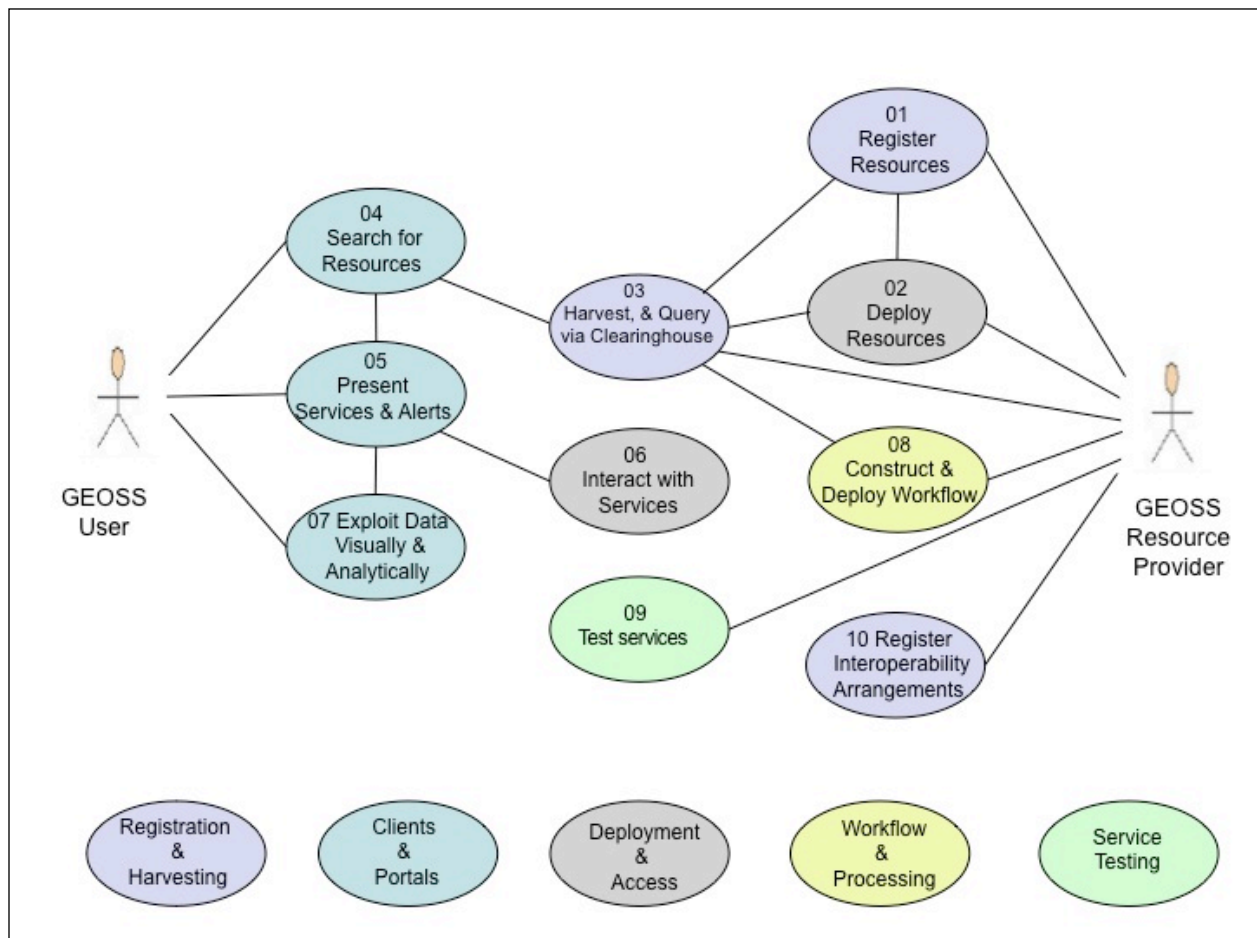 01
Register
Resources
04
Search for
Resources
03
Harvest, & Query
via Clearinghouse
02
Deploy
Resources
05
Present
Services & Alerts
06
Interact with
Services
08
Construct &
Deploy Workflow
GEOSS
User
07 Exploit Data
Visually &
Analytically
GEOSS
Resource
Provider
09
Test services
10 Register
Interoperability
Arrangements
Registration
&
Harvesting
Clients
&
Portals
Deployment
&
Access
Workflow
&
Processing
Service
Testing